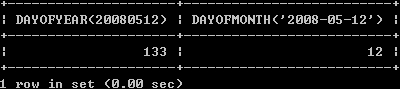 +---------------------+--------------------------+
| DAYOFYEAR(20080512) | DAYOFMONTH('2008-05-12') |
+---------------------+--------------------------+
|                 133 |                       12 |
+---------------------+--------------------------+
1 row in set (0.00 sec)